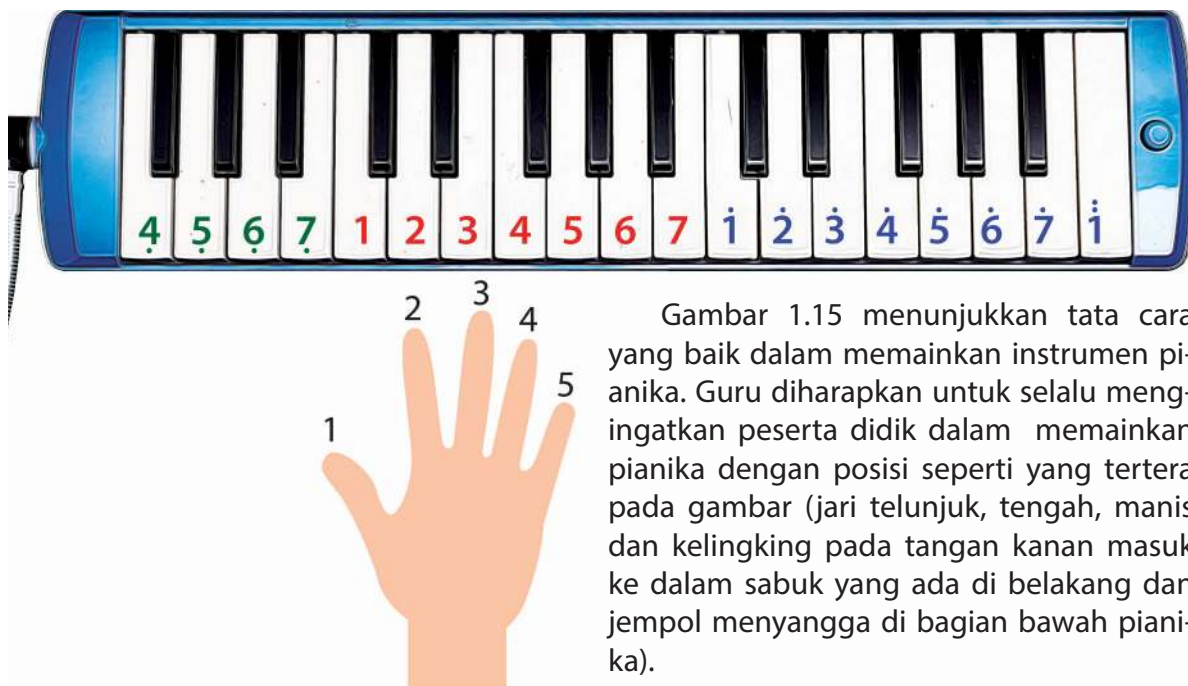 4̣ 5̣ 6̣ 7̣ 1 2 3 4 5 6 7 1̇ 2̇ 3̇ 4̇ 5̇ 6̇ 7̇ 1̈
1
2
3
4
5
Gambar 1.15 menunjukkan tata cara
yang baik dalam memainkan instrumen pi-
anika. Guru diharapkan untuk selalu meng-
ingatkan peserta didik dalam memainkan
pianika dengan posisi seperti yang tertera
pada gambar (jari telunjuk, tengah, manis
dan kelingking pada tangan kanan masuk
ke dalam sabuk yang ada di belakang dan
jempol menyangga di bagian bawah piani-
ka).